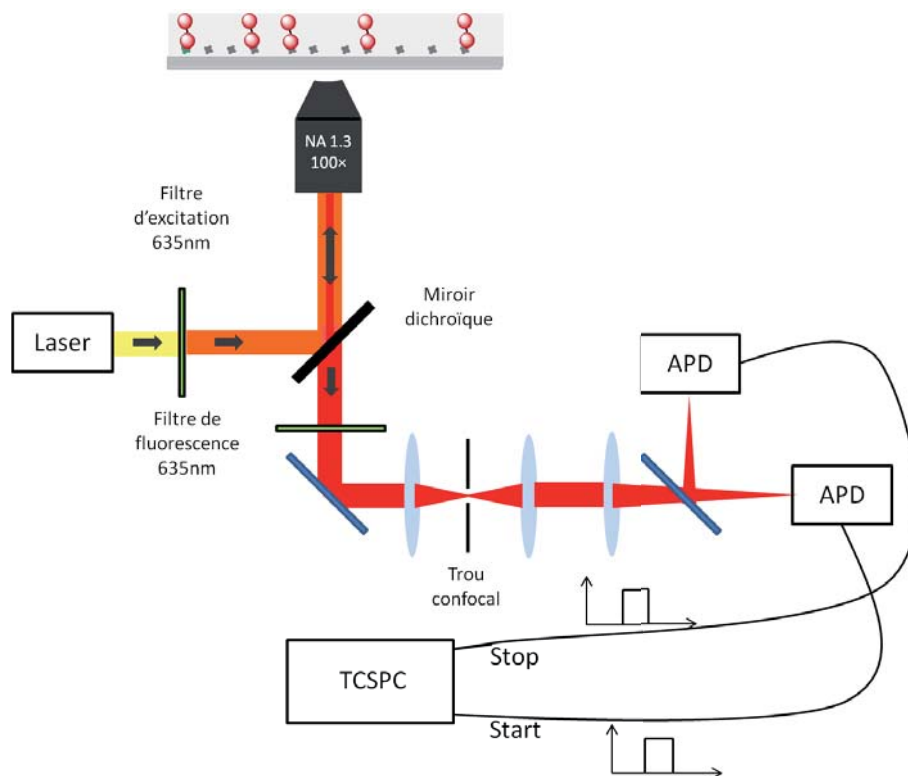 NA 1.3
100×
Filtre
d'excitation
635nm
Miroir
dichroïque
Laser
APD
Filtre de
fluorescence
635nm
APD
Trou
confocal
Stop
TCSPC
Start